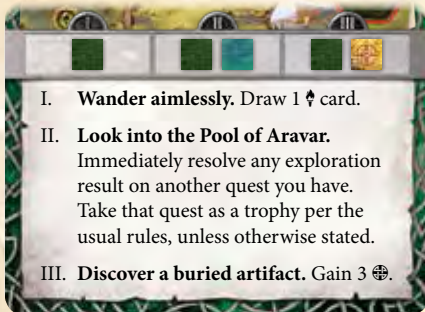 I II III
I. Wander aimlessly. Draw 1 card.
II. Look into the Pool of Aravar.
Immediately resolve any exploration
result on another quest you have.
Take that quest as a trophy per the
usual rules, unless otherwise stated.
III. Discover a buried artifact. Gain 3 .